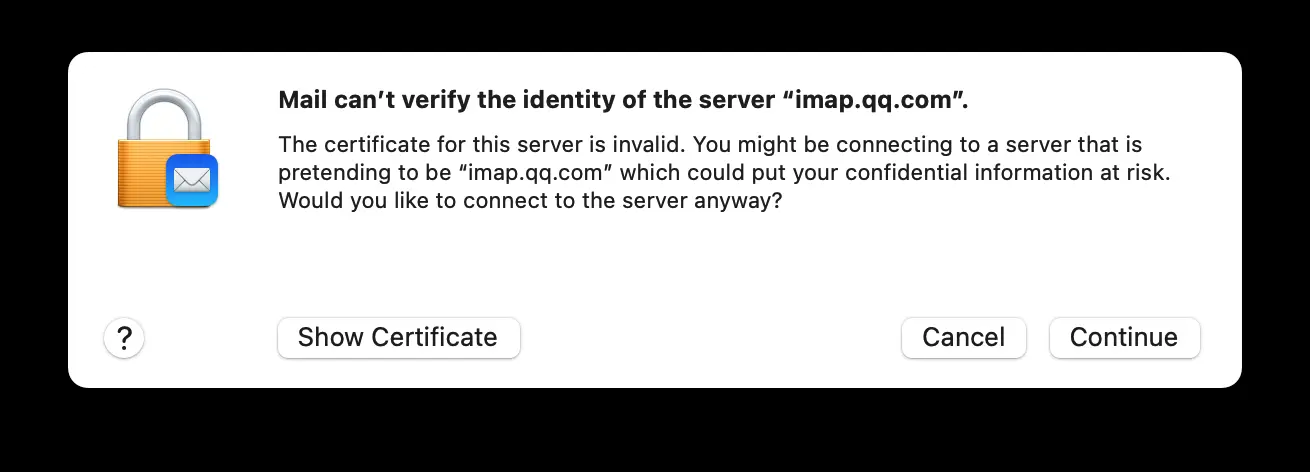 Mail can’t verify the identity of the server “imap.qq.com”.
The certificate for this server is invalid. You might be connecting to a server that is
pretending to be “imap.qq.com” which could put your confidential information at risk.
Would you like to connect to the server anyway?
?
Show Certificate
Cancel
Continue